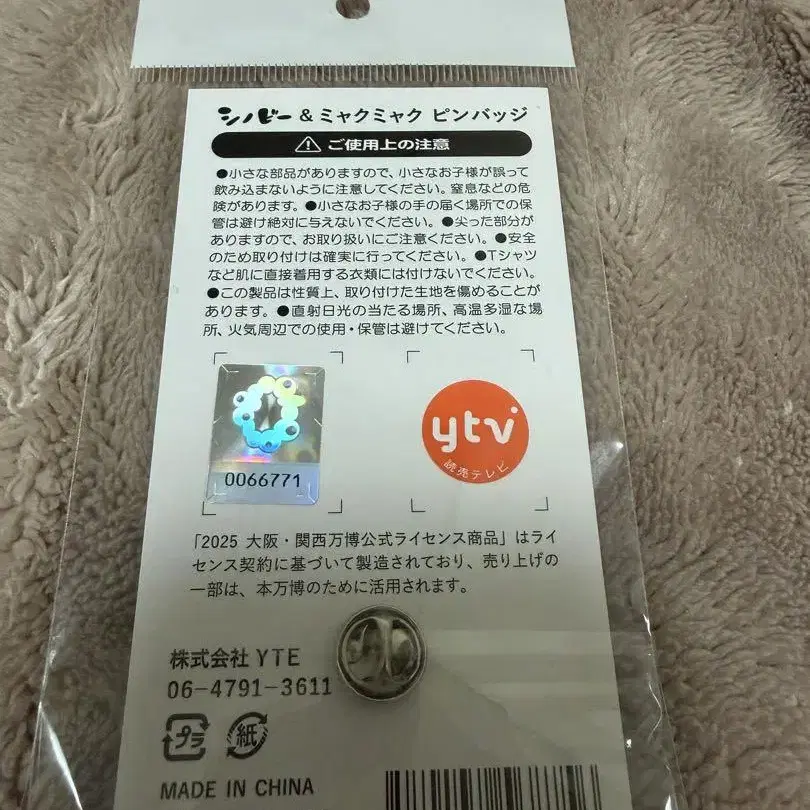 シノビー & ミャクミャク ピンバッジ
ご使用上の注意
●小さな部品がありますので、小さなお子様が誤って
飲み込まないように注意してください。窒息などの危
険があります。●小さなお子様の手の届く場所での保
管は避け絶対に与えないでください。●尖った部分が
ありますので、お取り扱いにご注意ください。●安全
のため取り付けは確実に行ってください。●Tシャツ
など肌に直接着用する衣類には付けないでください。
●この製品は性質上、取り付けた生地を傷めることが
あります。●直射日光の当たる場所、高温多湿な場
所、火気周辺での使用・保管は避けてください。
0066771
ytv
読売テレビ
「2025 大阪・関西万博公式ライセンス商品」はライ
センス契約に基づいて製造されており、売り上げの
一部は、本万博のために活用されます。
株式会社 YTE
06-4791-3611
プラ
紙
MADE IN CHINA